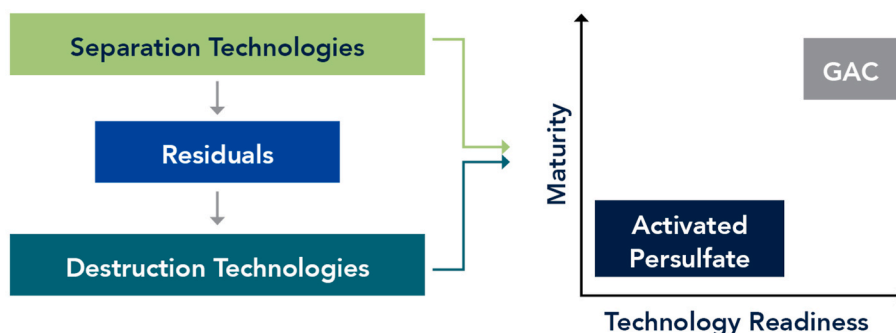 Separation Technologies
Residuals
Destruction Technologies
Maturity
GAC
Activated
Persulfate
Technology Readiness